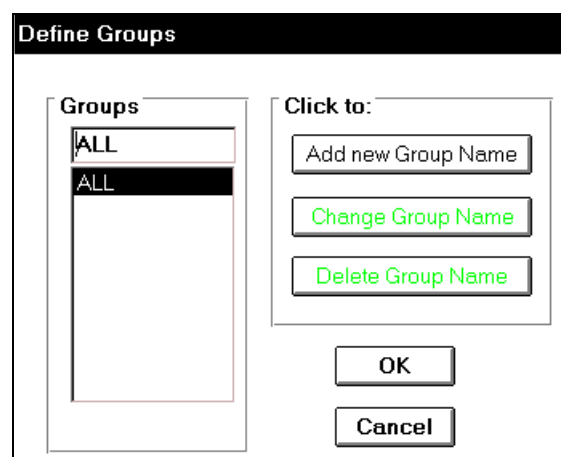 Define Groups
Groups
ALL
ALL
Click to:
Add new Group Name
Change Group Name
Delete Group Name
OK
Cancel